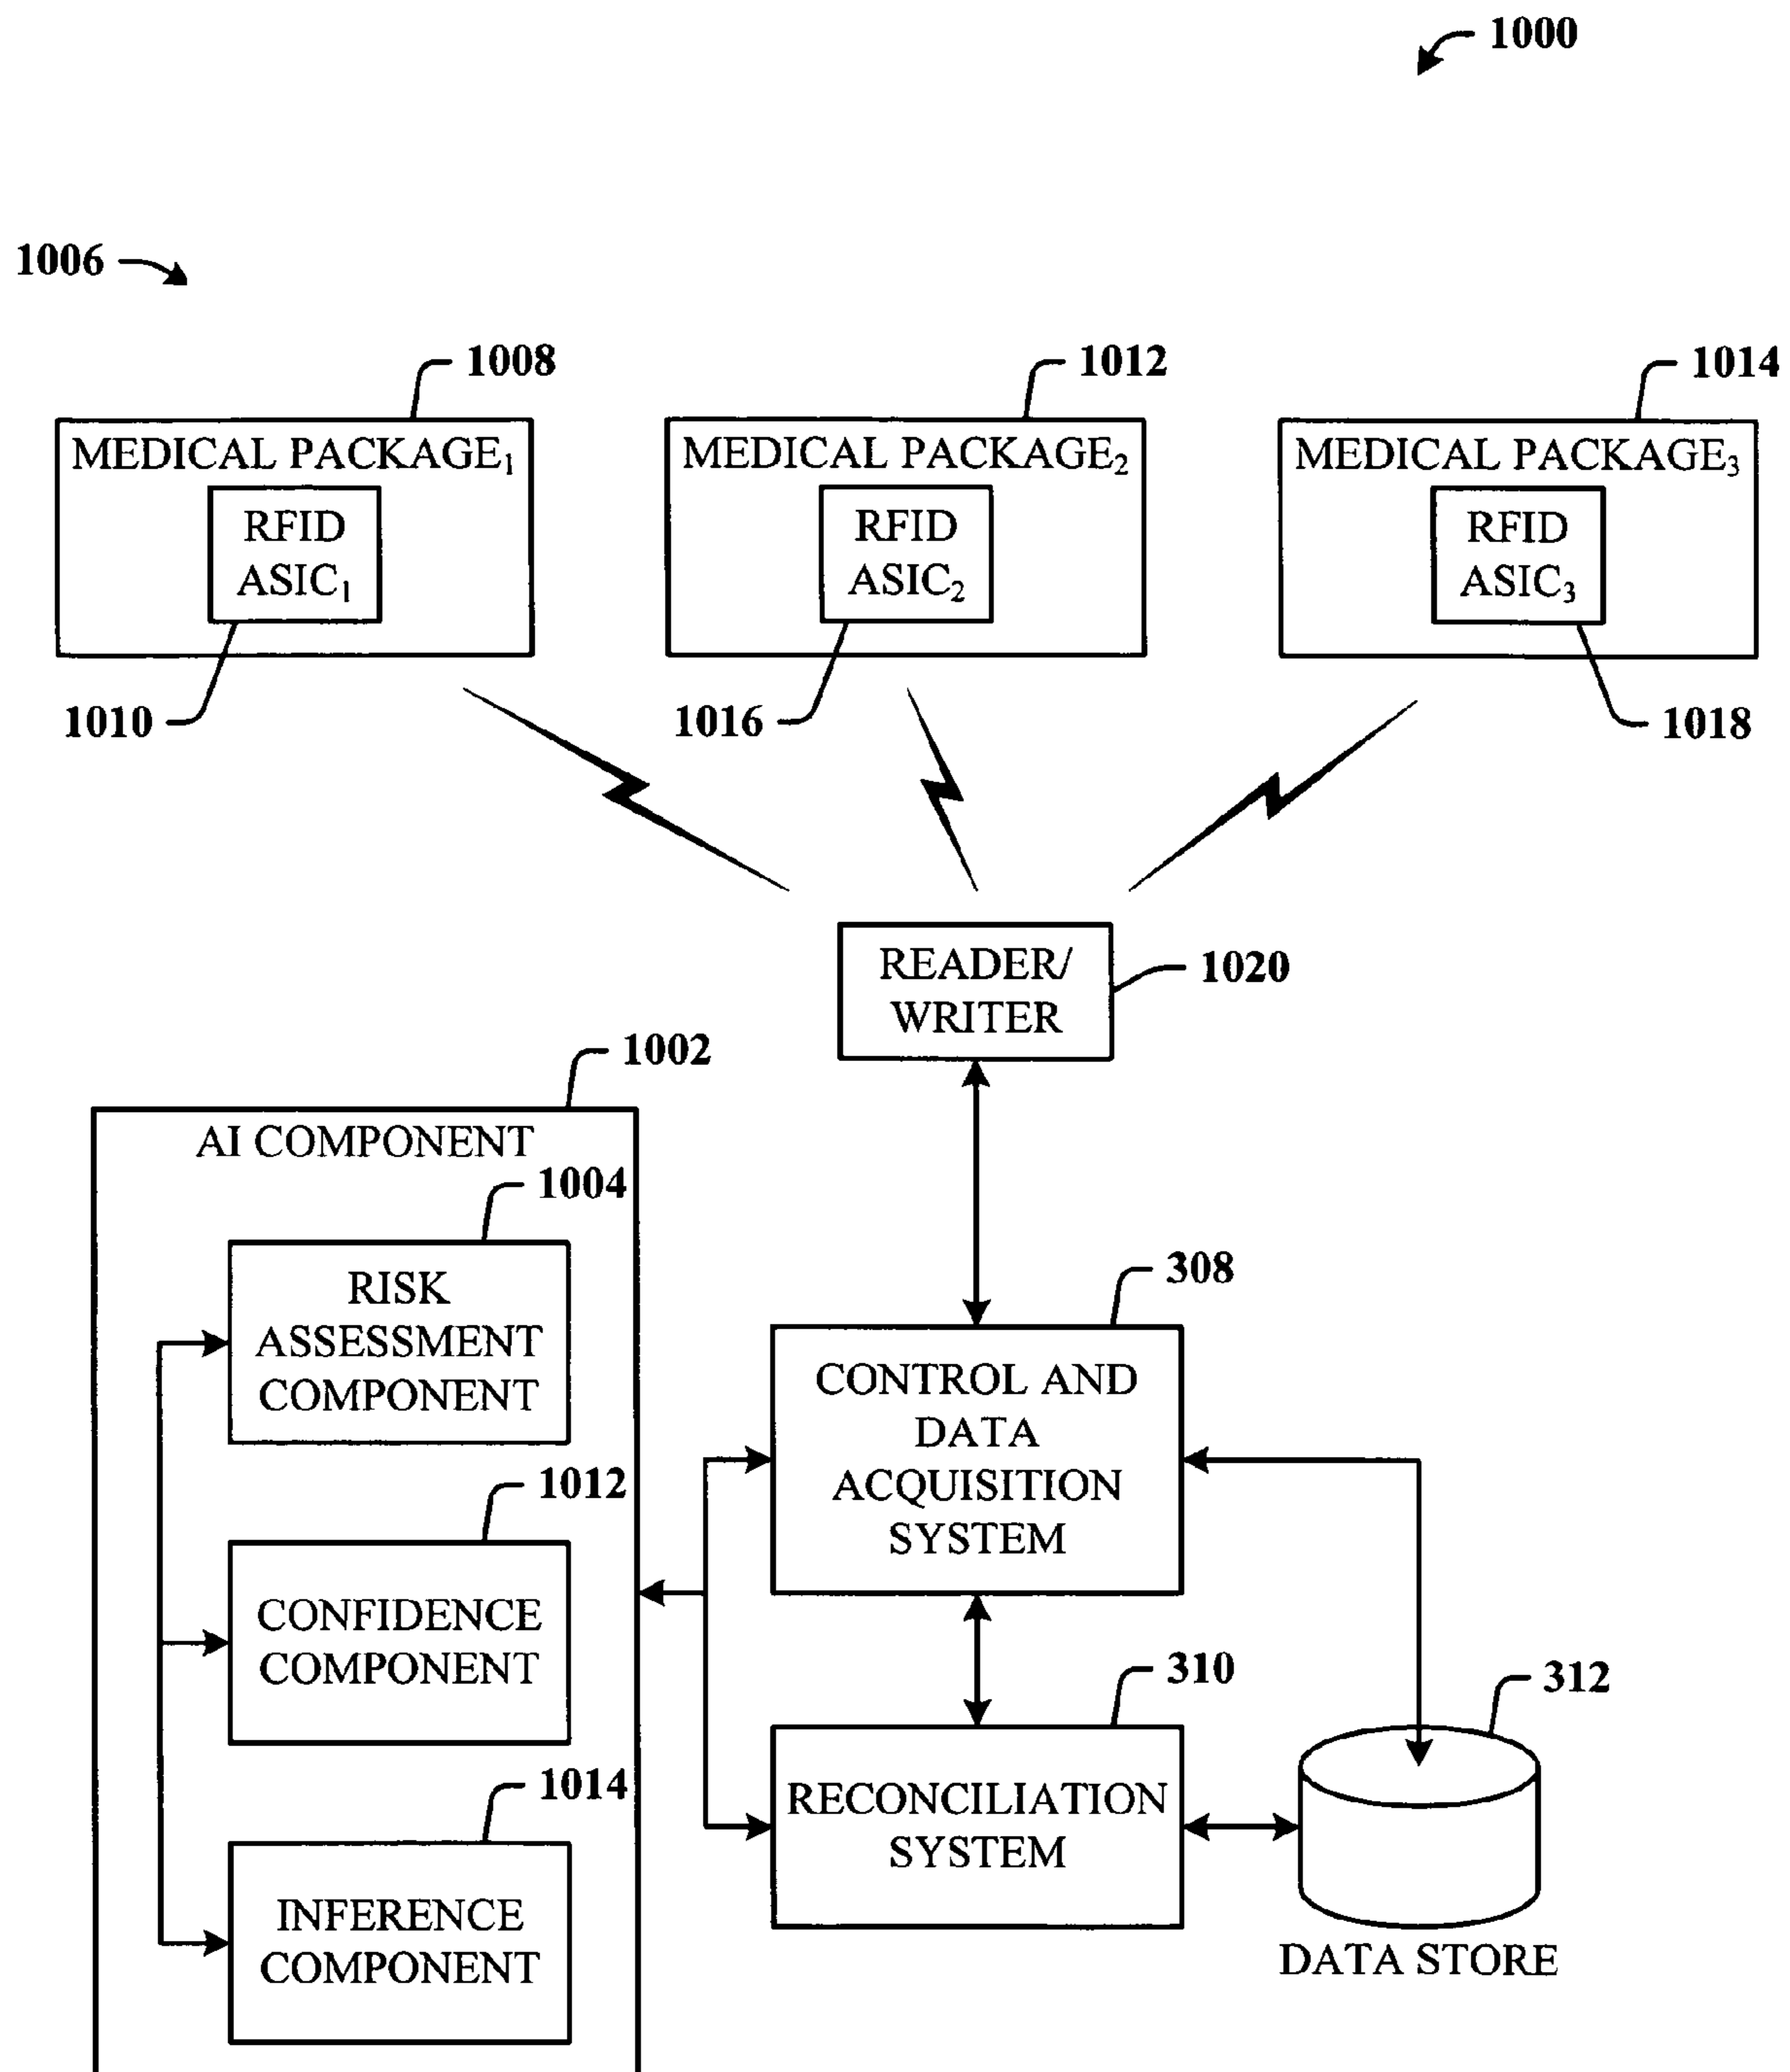 1000
1006
1008
1012
1014
MEDICAL PACKAGE1
MEDICAL PACKAGE2
MEDICAL PACKAGE3
RFID
ASIC1
RFID
ASIC2
RFID
ASIC3
1010
1016
1018
READER/
WRITER
1020
1002
AI COMPONENT
1004
RISK
ASSESSMENT
COMPONENT
1012
CONFIDENCE
COMPONENT
1014
INFERENCE
COMPONENT
308
CONTROL AND
DATA
ACQUISITION
SYSTEM
310
RECONCILIATION
SYSTEM
312
DATA STORE